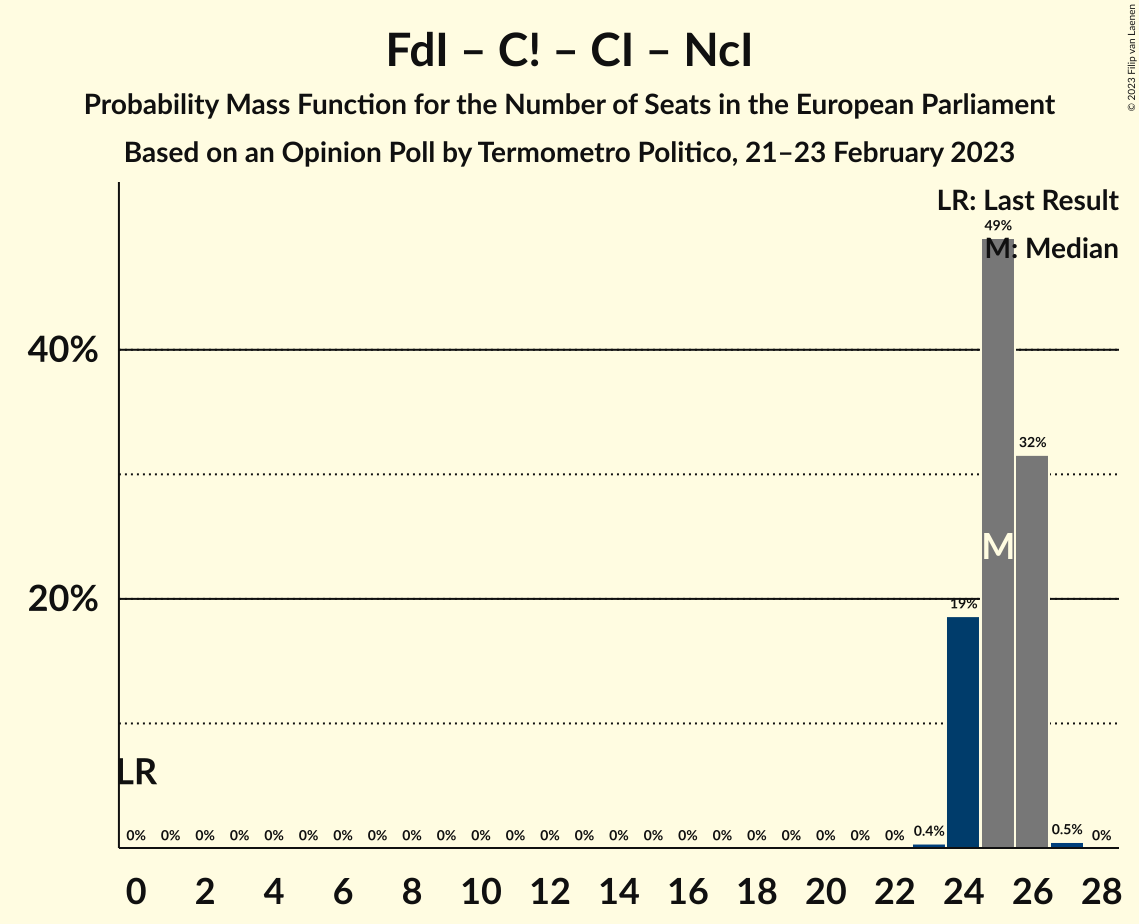 FdI – C! – CI – NcI
Probability Mass Function for the Number of Seats in the European Parliament
Based on an Opinion Poll by Termometro Politico, 21–23 February 2023
© 2023 Filip van Laenen
LR: Last Result
M: Median
49%
40%
32%
M
20%
19%
LR
0% 0% 0% 0% 0% 0% 0% 0% 0% 0% 0% 0% 0% 0% 0% 0% 0% 0% 0% 0% 0% 0% 0% 0.4% 0.5% 0%
0 2 4 6 8 10 12 14 16 18 20 22 24 26 28